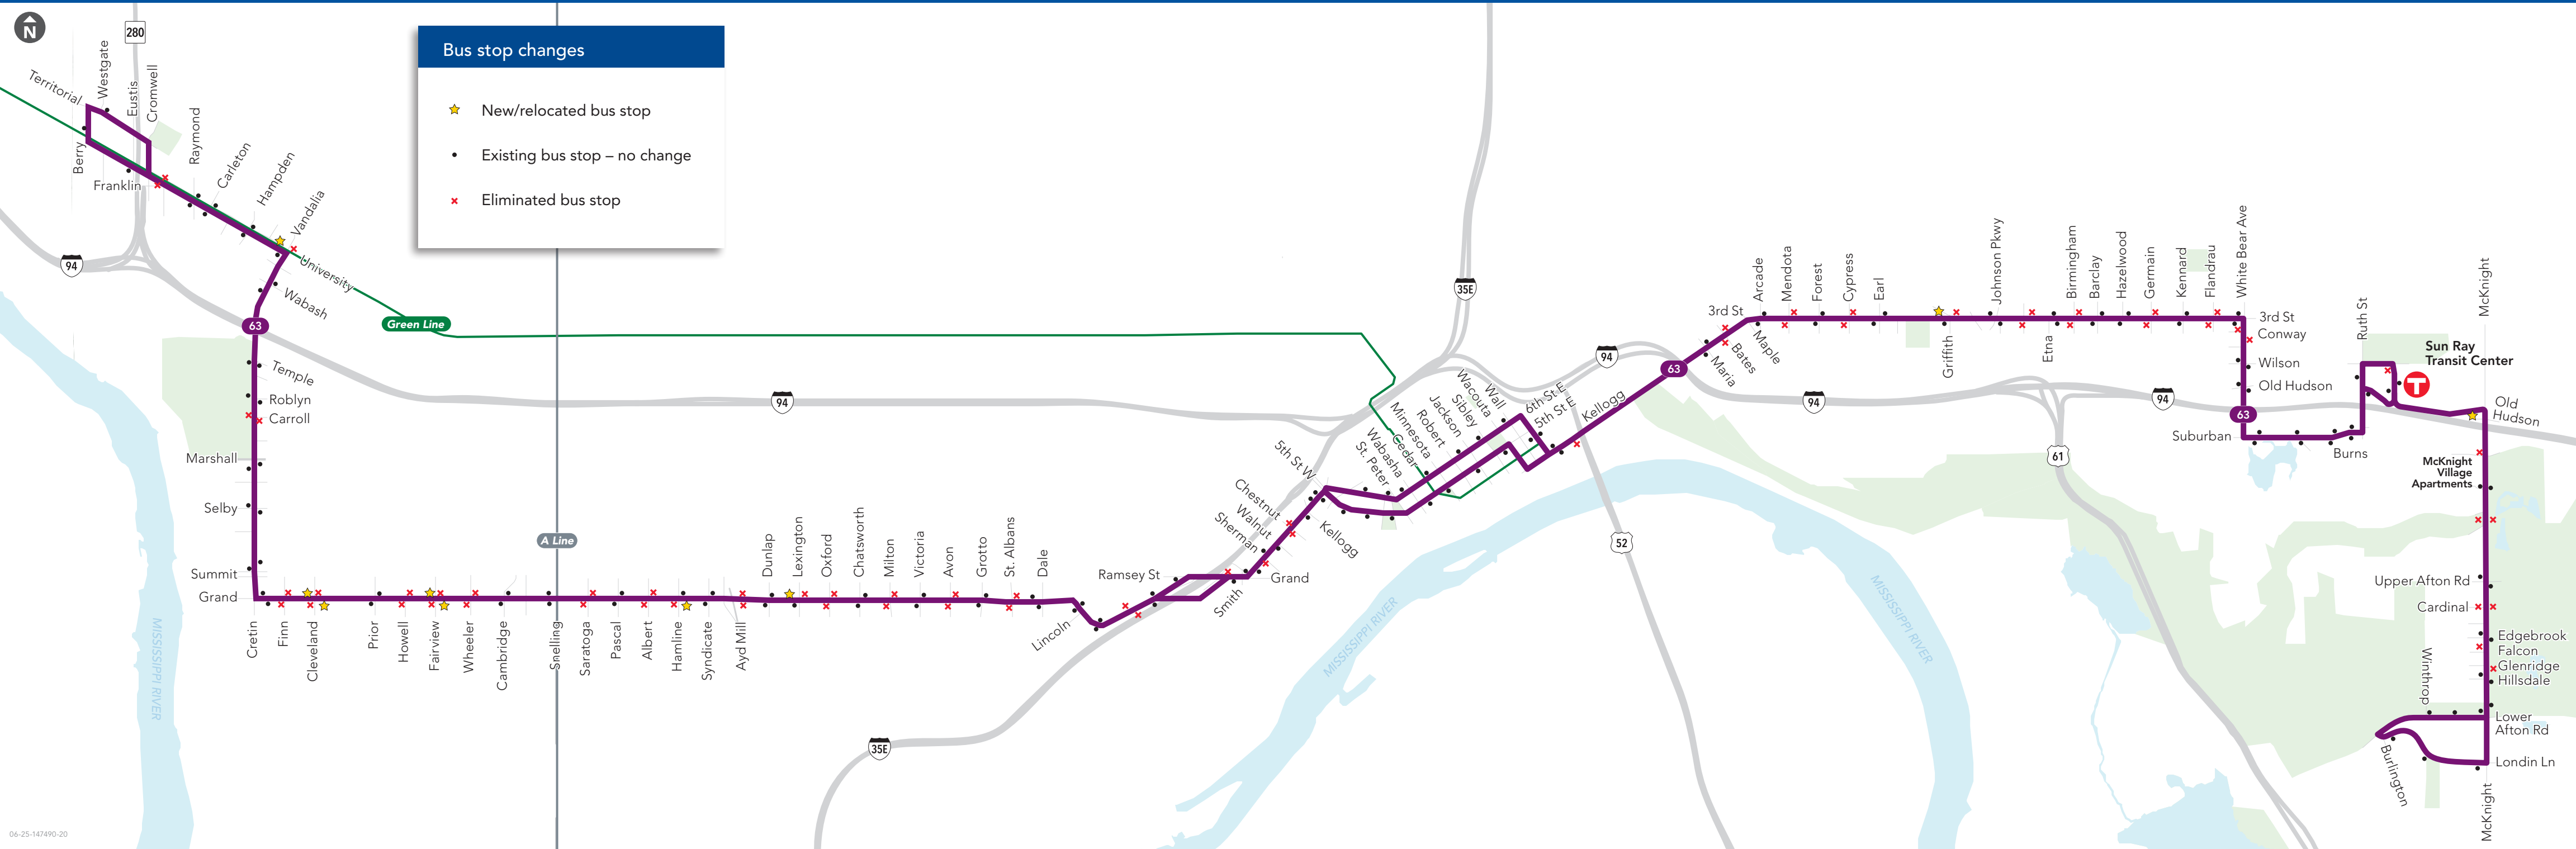 N
280
Bus stop changes
New/relocated bus stop
Existing bus stop – no change
Eliminated bus stop
Territorial
Westgate
Eustis
Cromwell
Berry
Franklin
Raymond
Carleton
Hampden
Vandalia
University
Wabash
94
63
Green Line
Temple
Roblyn
Carroll
Marshall
Selby
Summit
Grand
MISSISSIPPI RIVER
Cretin
Finn
Cleveland
Prior
Howell
Fairview
Wheeler
Cambridge
Snelling
A Line
Saratoga
Pascal
Albert
Hamline
Syndicate
Ayd Mill
94
Dunlap
Lexington
Oxford
Chatsworth
Milton
Victoria
Avon
Grotto
St. Albans
Dale
Lincoln
35E
Ramsey St
Smith
Grand
Sherman
Walnut
Chestnut
Kellogg
5th St W
35E
St. Peter
Wabasha
Cedar
Minnesota
Robert
Jackson
Sibley
Wacouta
Wall
6th St E
5th St E
Kellogg
94
52
MISSISSIPPI RIVER
63
3rd St
Maria
Bates
Maple
Arcade
Mendota
Forest
Cypress
Earl
94
Griffith
Johnson Pkwy
Etna
Birmingham
Barclay
Hazelwood
Germain
Kennard
Flandrau
White Bear Ave
3rd St
Conway
Wilson
Old Hudson
94
63
61
Suburban
Burns
Ruth St
Sun Ray
Transit Center
T
McKnight
Old
Hudson
McKnight
Village
Apartments
Upper Afton Rd
Cardinal
Edgebrook
Falcon
Glenridge
Hillsdale
Winthrop
Lower
Afton Rd
Londin Ln
Burlington
McKnight
MISSISSIPPI RIVER
06-25-147490-20